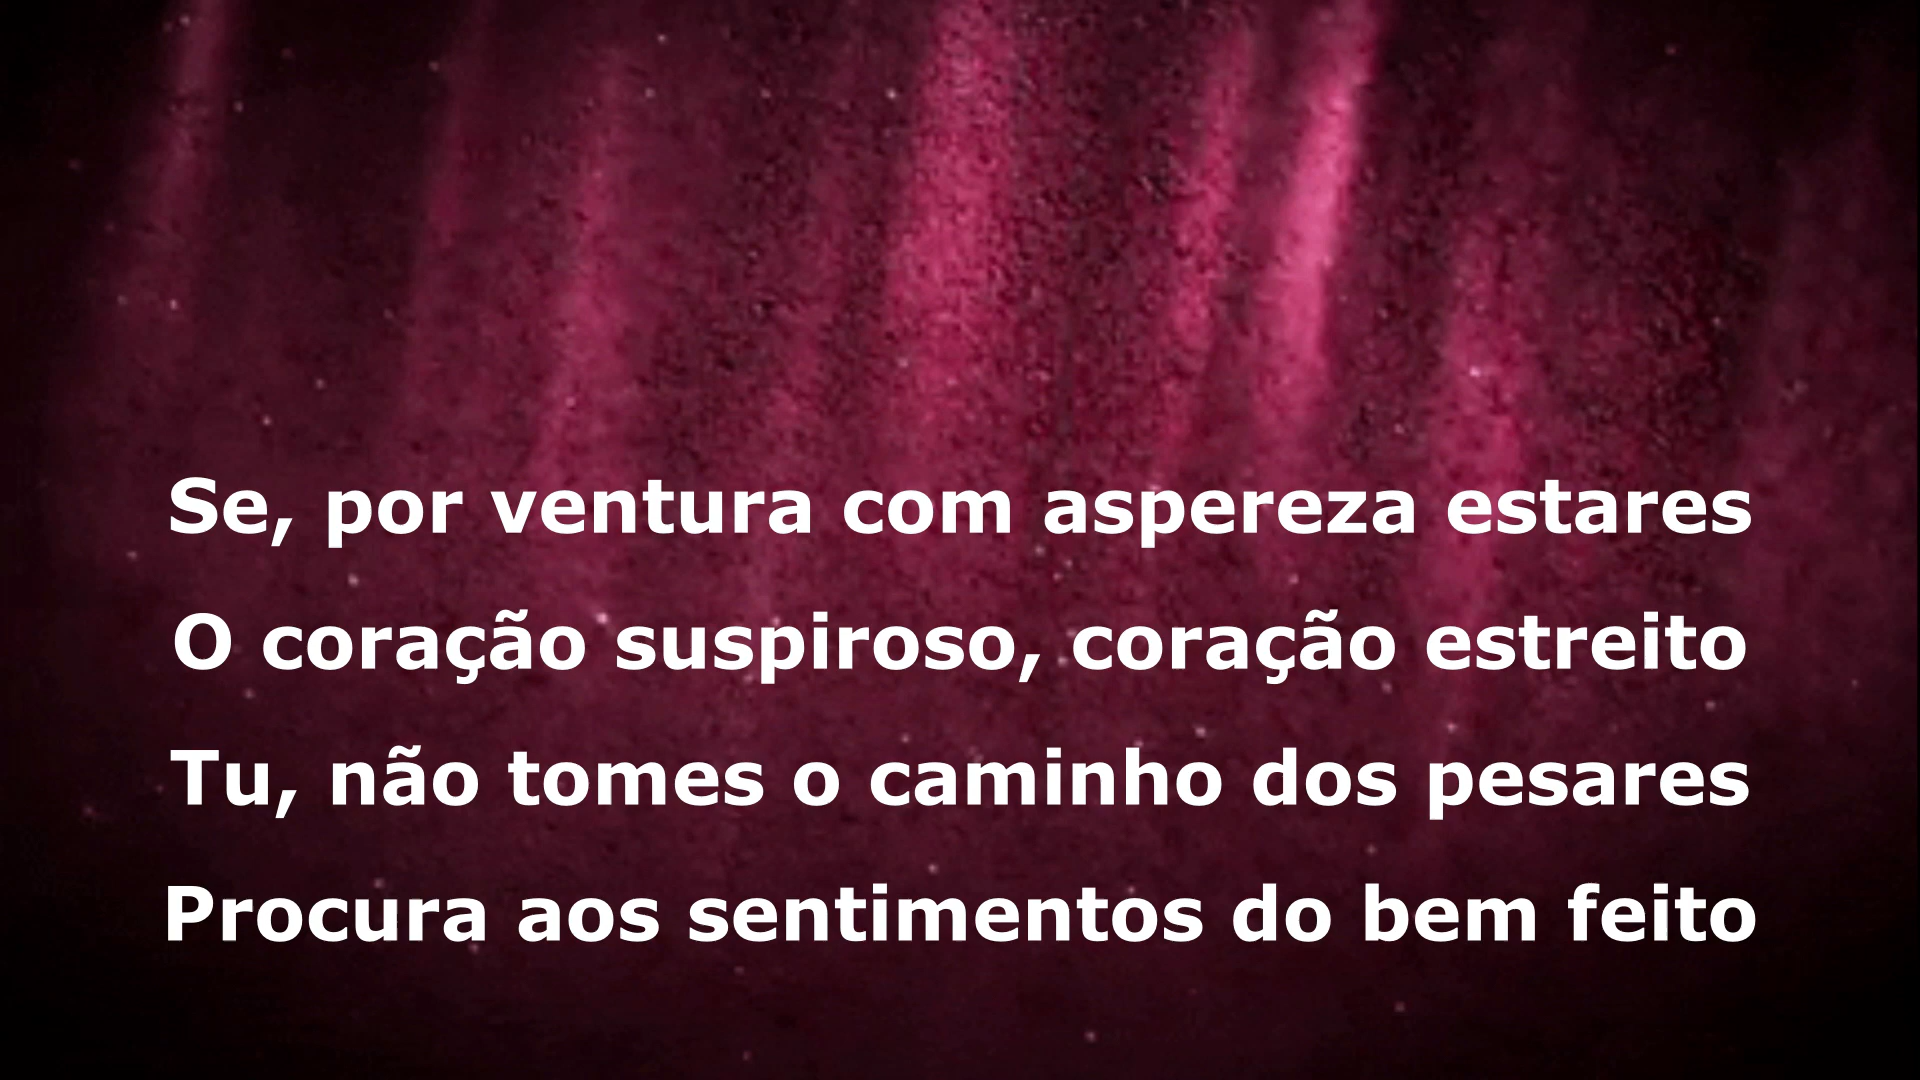 Se, por ventura com aspereza estares
O coração suspiroso, coração estreito
Tu, não tomes o caminho dos pesares
Procura aos sentimentos do bem feito